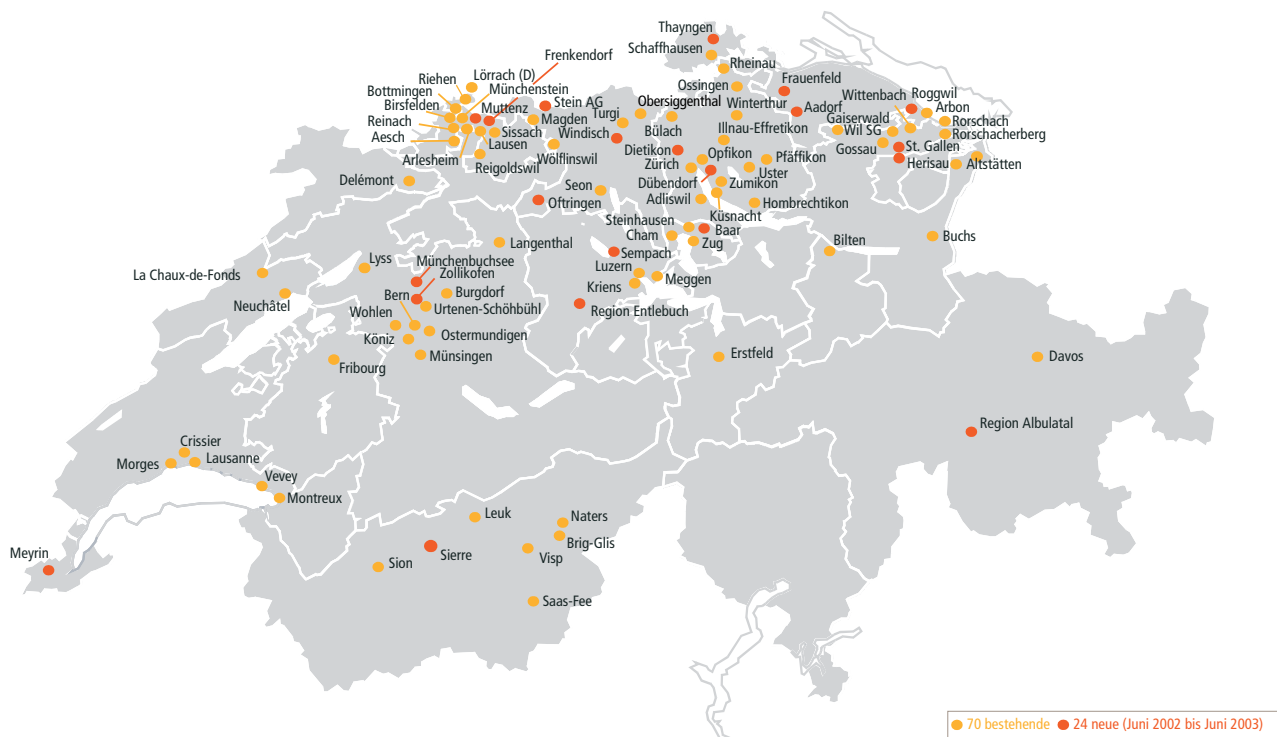 Thayngen
Schaffhausen
Rheinau
Frenkendorf
Lörrach (D)
Riehen
Münchenstein
Bottmingen
Birsfelden
Muttenz
Reinach
Aesch
Arlesheim
Stein AG
Magden
Sissach
Lausen
Reigoldswil
Windisch
Wölflinswil
Turgi
Obersiggenthal
Ossingen
Winterthur
Bülach
Illnau-Effretikon
Frauenfeld
Aadorf
Wittenbach
Roggwil
Arbon
Gaiserwald
Wil SG
Rorschach
Rorschacherberg
Gossau
St. Gallen
Herisau
Altstätten
Dietikon
Zürich
Opfikon
Pfäffikon
Uster
Dübendorf
Zumikon
Adliswil
Hombrechtikon
Küsnacht
Steinhausen
Baar
Cham
Zug
Delémont
Seon
Oftringen
Langenthal
Sempach
Luzern
Meggen
Kriens
Region Entlebuch
Bilten
Buchs
La Chaux-de-Fonds
Neuchâtel
Lyss
Münchenbuchsee
Zollikofen
Bern
Burgdorf
Urtenen-Schöhbühl
Wohlen
Ostermundigen
Köniz
Münsingen
Fribourg
Erstfeld
Davos
Region Albulatal
Crissier
Morges
Lausanne
Vevey
Montreux
Meyrin
Leuk
Naters
Brig-Glis
Visp
Sierre
Sion
Saas-Fee
70 bestehende 24 neue (Juni 2002 bis Juni 2003)